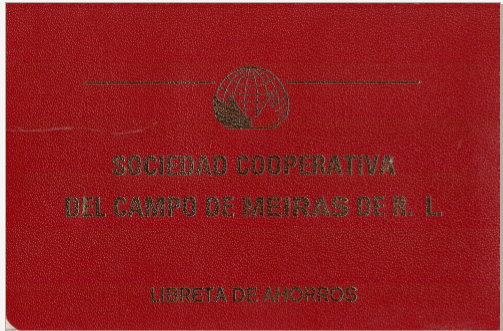 SOCIEDAD COOPERATIVA
DEL CAMPO DE MEIRAS DE R. L.
LIBRETA DE AHORROS